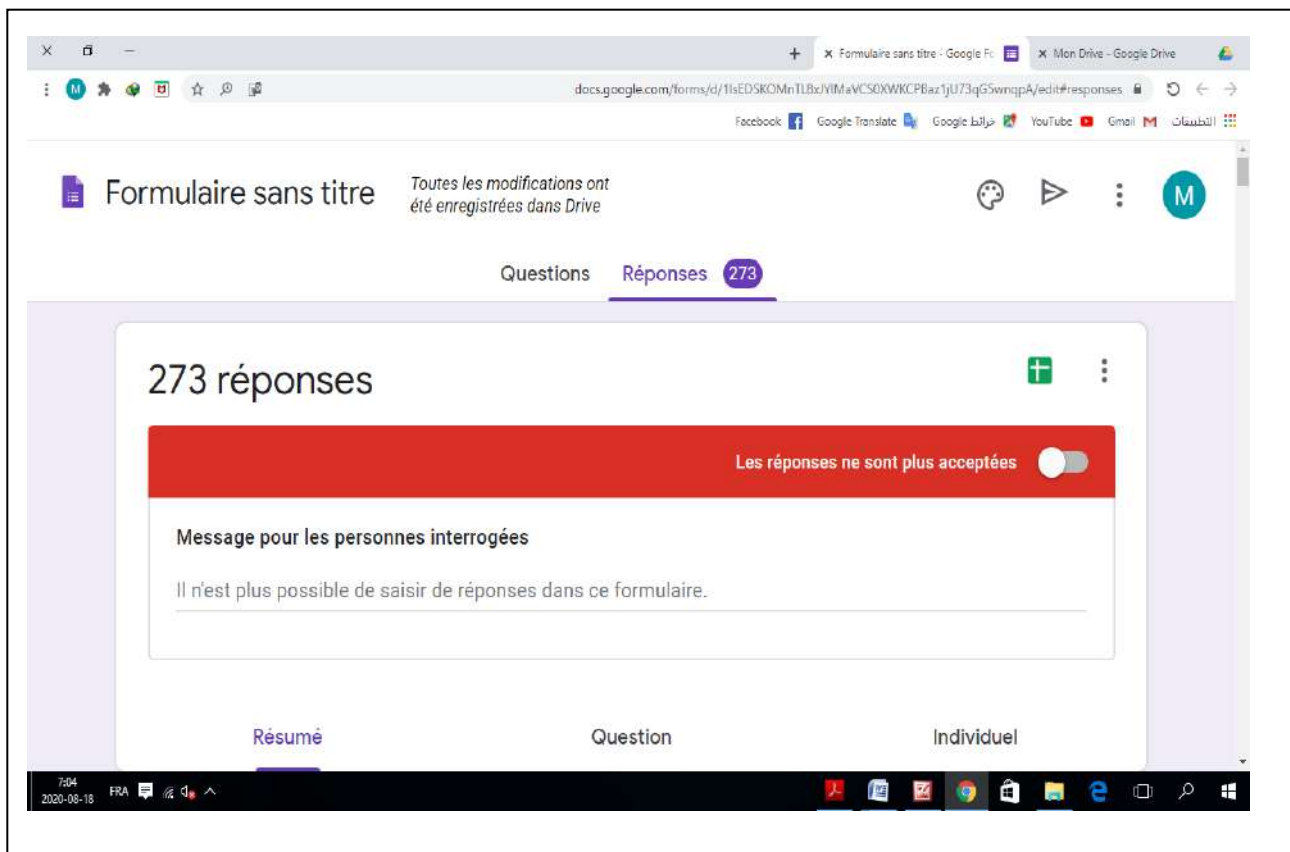 Formulaire sans titre - Google Fc
Mon Drive - Google Drive
M
docs.google.com/forms/d/
/edit#responses
Facebook
Google Translate
خرائط Google
YouTube
Gmail
التطبيقات
Formulaire sans titre
Toutes les modifications ont
été enregistrées dans Drive
M
Questions
Réponses 273
273 réponses
Les réponses ne sont plus acceptées
Message pour les personnes interrogées
Il n'est plus possible de saisir de réponses dans ce formulaire.
Résumé
Question
Individuel
7:04
2020-08-18
FRA